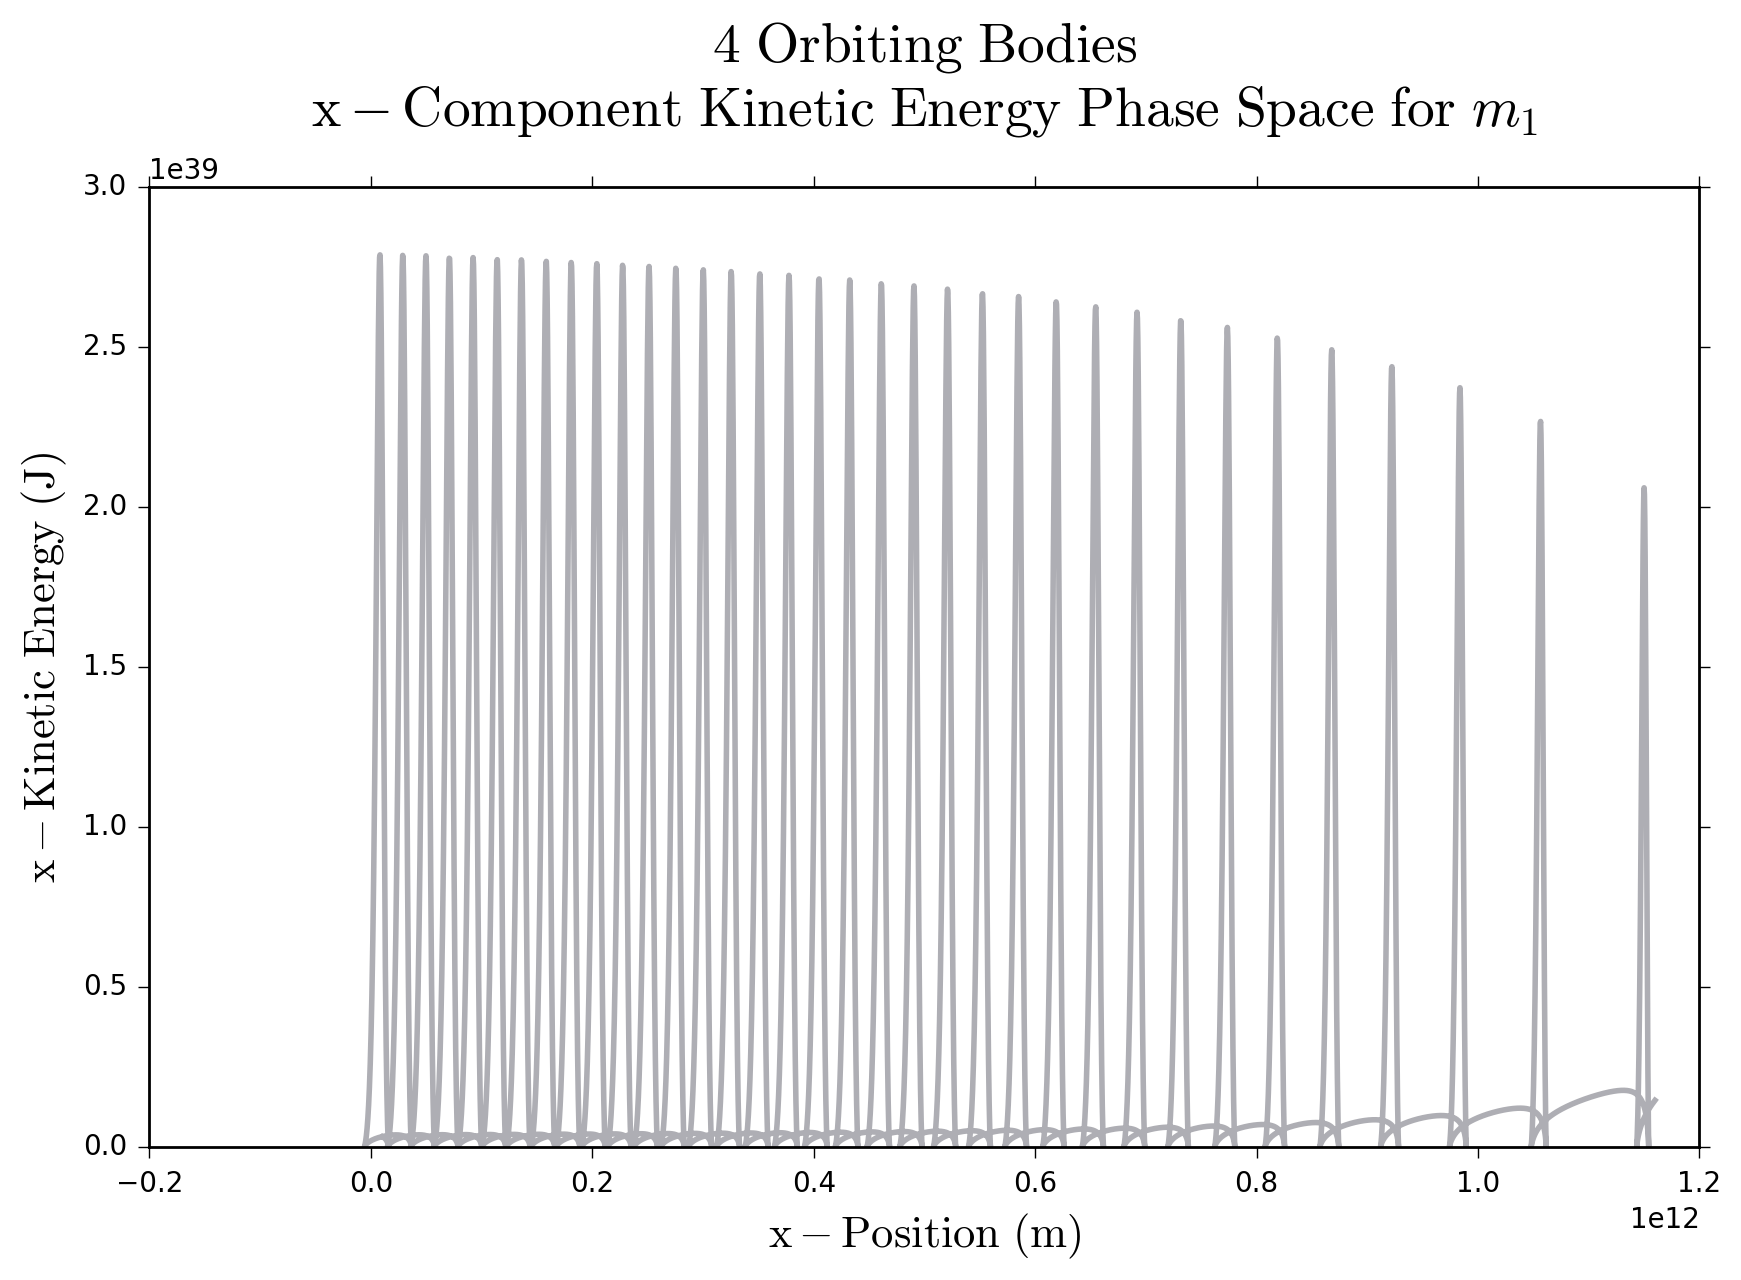 4 Orbiting Bodies
x − Component Kinetic Energy Phase Space for m₁
1e39
3.0
2.5
2.0
1.5
1.0
0.5
0.0
x − Kinetic Energy (J)
−0.2 0.0 0.2 0.4 0.6 0.8 1.0 1.2
1e12
x − Position (m)